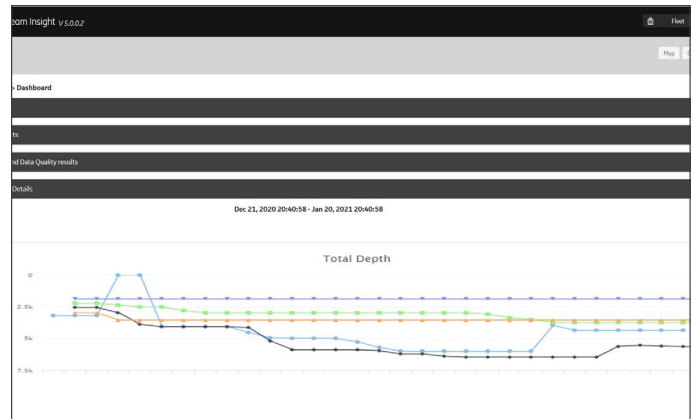 eam Insight V 5.0.0.2
Fleet
Map
> Dashboard
ts
nd Data Quality results
Details
Dec 21, 2020 20:40:58 - Jan 20, 2021 20:40:58
Total Depth
0
2.5k
5k
7.5k